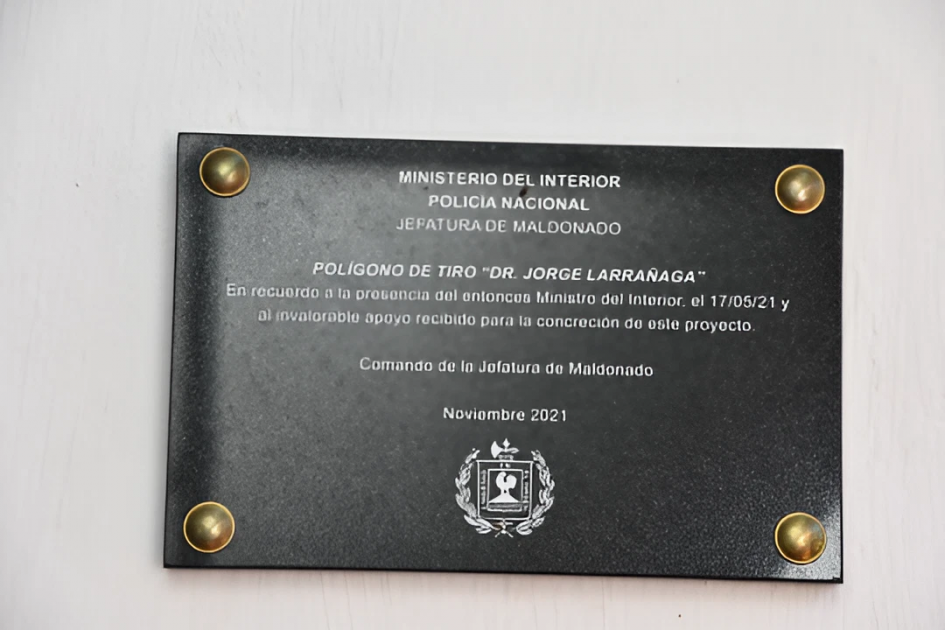 MINISTERIO DEL INTERIOR
POLICÍA NACIONAL
JEFATURA DE MALDONADO
POLÍGONO DE TIRO "DR. JORGE LARRAÑAGA"
En recuerdo a la presencia del entonces Ministro del Interior, el 17/05/21 y
al invalorable apoyo recibido para la concreción de este proyecto.
Comando de la Jefatura de Maldonado
Noviembre 2021